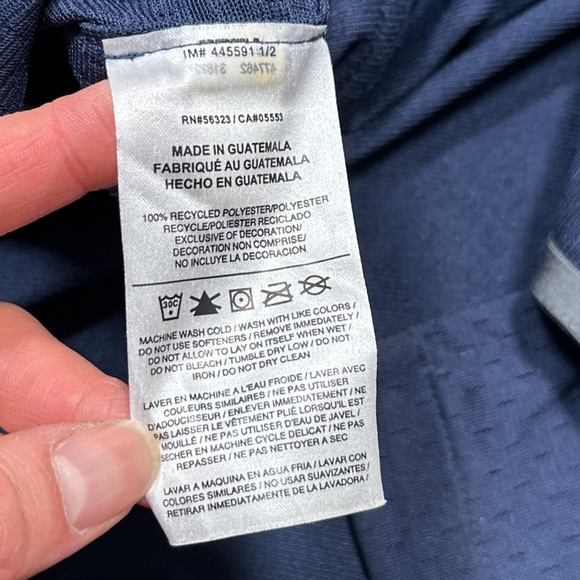 IM# 445591 1/2
RN#56323 / CA#05553
MADE IN GUATEMALA
FABRIQUÉ AU GUATEMALA
HECHO EN GUATEMALA
100% RECYCLED POLYESTER/POLYESTER
RECYCLE/POLIESTER RECICLADO
EXCLUSIVE OF DECORATION/
DECORATION NON COMPRISE/
NO INCLUYE LA DECORACION
30C
MACHINE WASH COLD / WASH WITH LIKE COLORS /
DO NOT USE SOFTENERS / REMOVE IMMEDIATELY /
DO NOT ALLOW TO LAY ON ITSELF WHEN WET /
DO NOT BLEACH / TUMBLE DRY LOW / DO NOT
IRON / DO NOT DRY CLEAN
LAVER EN MACHINE A L'EAU FROIDE / LAVER AVEC
COULEURS SIMILAIRES / NE PAS UTILISER
D'ADOUCISSEUR / ENLEVER IMMEDIATEMENT / NE
PAS LAISSER LE VÊTEMENT PLIÉ LORSQU'IL EST
MOUILLÉ / NE PAS UTILISER D'EAU DE JAVEL /
SECHER EN MACHINE CYCLE DELICAT / NE PAS
REPASSER / NE PAS NETTOYER A SEC
LAVAR A MAQUINA EN AGUA FRIA / LAVAR CON
COLORES SIMILARES / NO USAR SUAVIZANTES /
RETIRAR INMEDIATAMENTE DE LA LAVADORA /